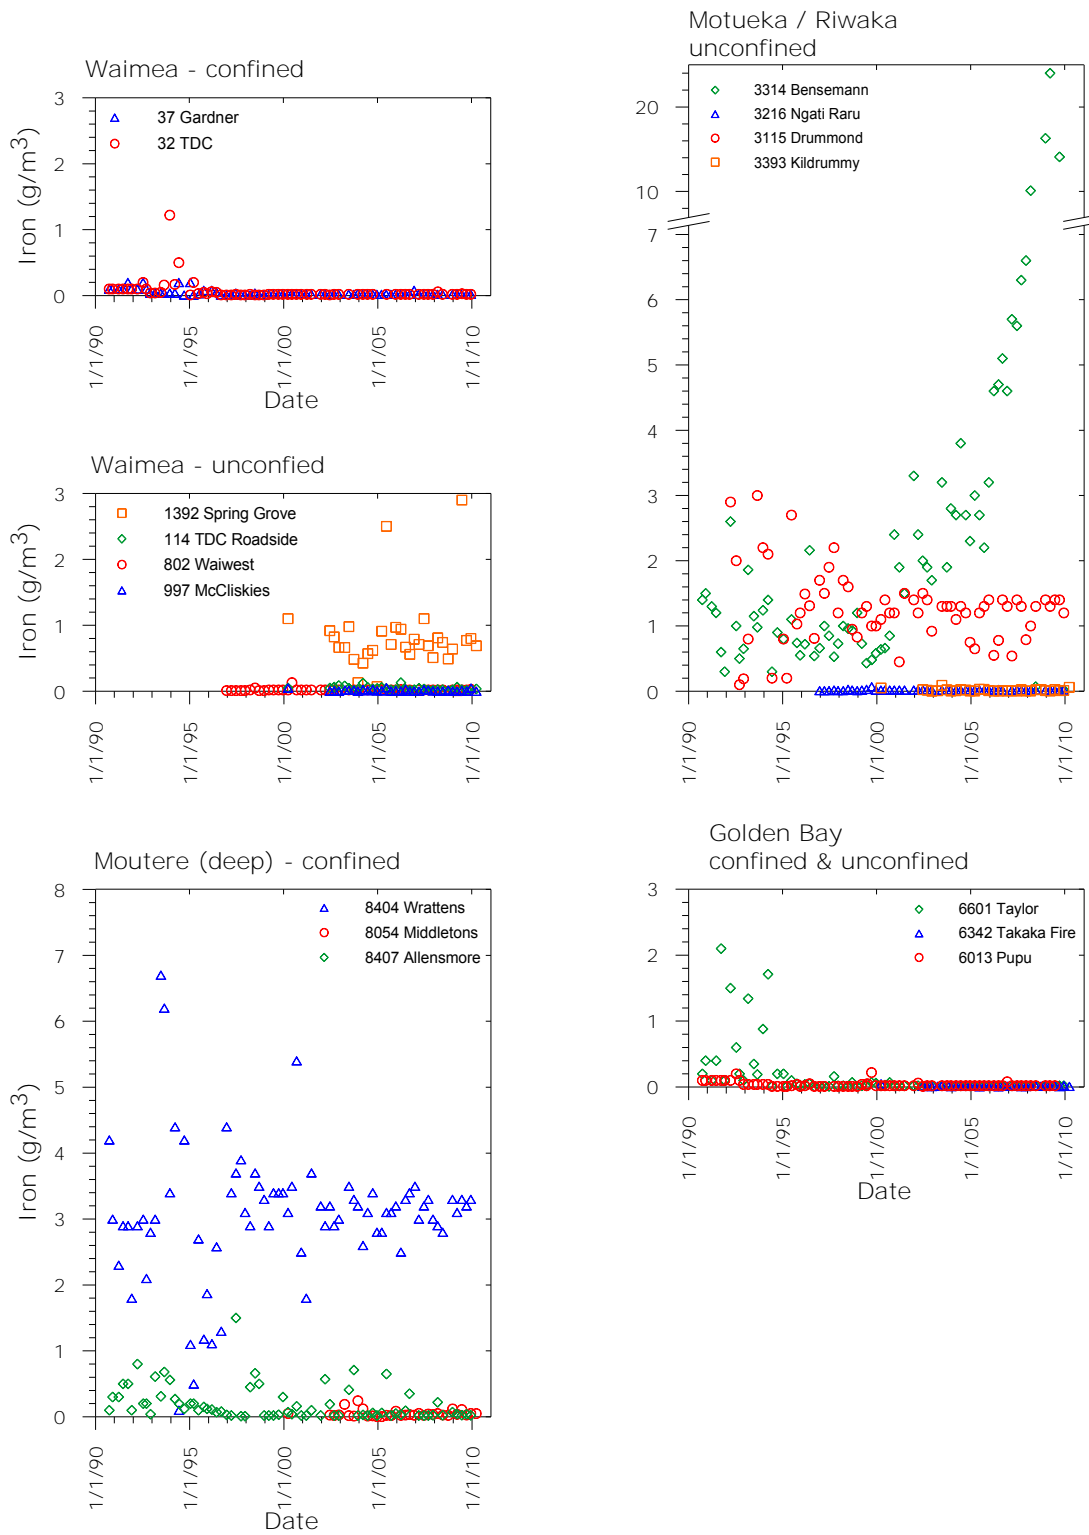 Waimea - confined
3
2
1
0
Iron (g/m³)
37 Gardner
32 TDC
1/1/90
1/1/95
1/1/00
1/1/05
1/1/10
Date
Waimea - unconfied
3
2
1
0
Iron (g/m³)
1392 Spring Grove
114 TDC Roadside
802 Waiwest
997 McCliskies
1/1/90
1/1/95
1/1/00
1/1/05
1/1/10
Moutere (deep) - confined
8
7
6
5
4
3
2
1
0
Iron (g/m³)
8404 Wrattens
8054 Middletons
8407 Allensmore
1/1/90
1/1/95
1/1/00
1/1/05
1/1/10
Date
Motueka / Riwaka
unconfined
20
10
7
6
5
4
3
2
1
0
3314 Bensemann
3216 Ngati Raru
3115 Drummond
3393 Kildrummy
1/1/90
1/1/95
1/1/00
1/1/05
1/1/10
Golden Bay
confined & unconfined
3
2
1
0
6601 Taylor
6342 Takaka Fire
6013 Pupu
1/1/90
1/1/95
1/1/00
1/1/05
1/1/10
Date